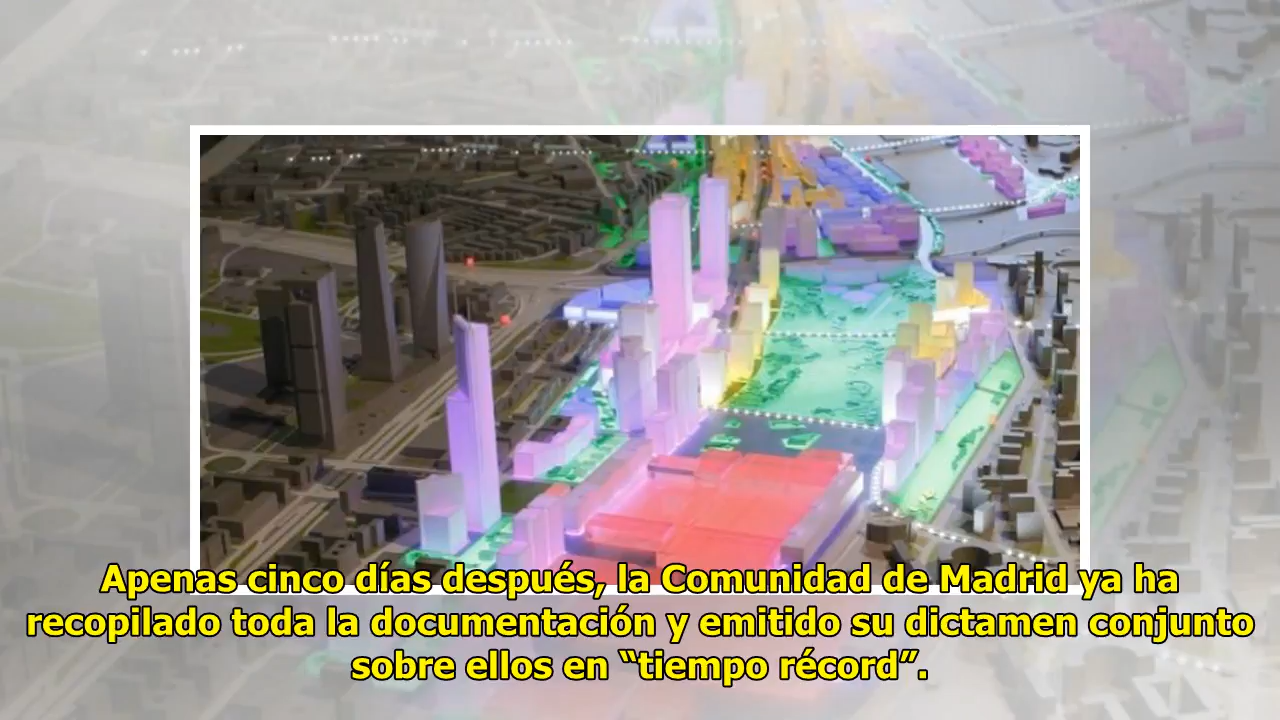 Apenas cinco días después, la Comunidad de Madrid ya ha
recopilado toda la documentación y emitido su dictamen conjunto
sobre ellos en “tiempo récord”.